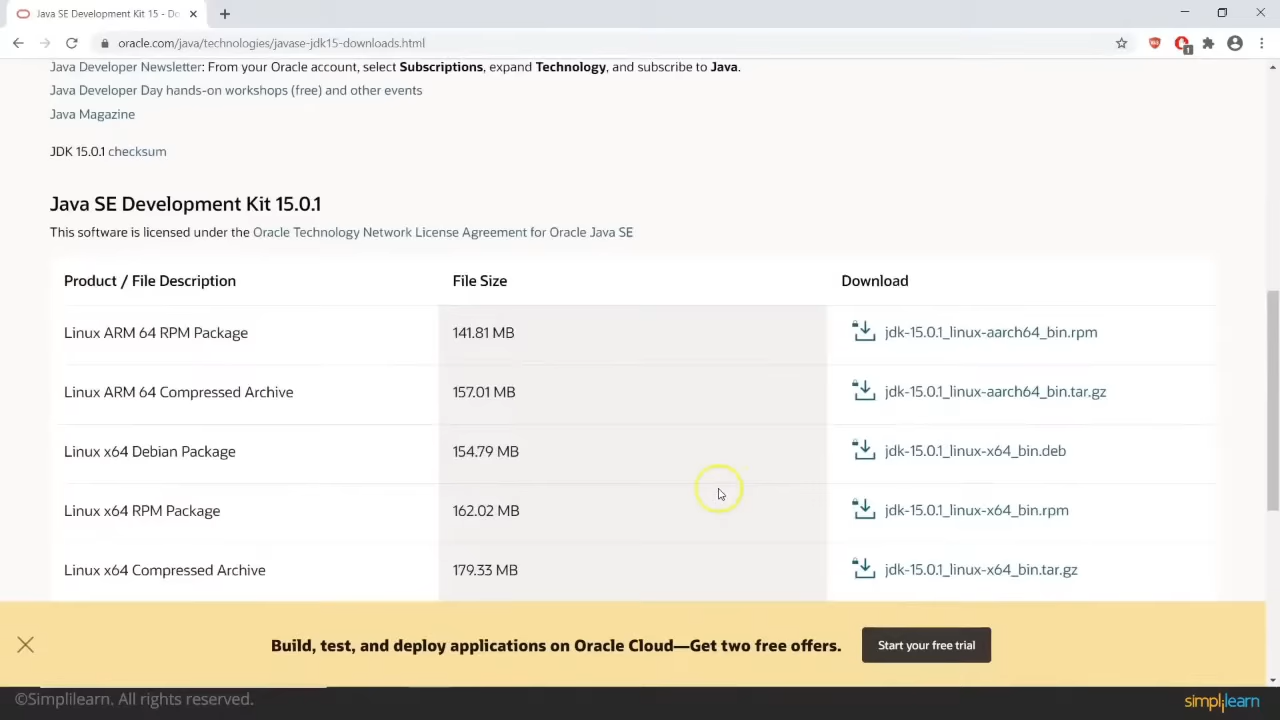 Java SE Development Kit 15 - Do
oracle.com/java/technologies/javase-jdk15-downloads.html
1
Java Developer Newsletter: From your Oracle account, select Subscriptions, expand Technology, and subscribe to Java.
Java Developer Day hands-on workshops (free) and other events
Java Magazine
JDK 15.0.1 checksum
Java SE Development Kit 15.0.1
This software is licensed under the Oracle Technology Network License Agreement for Oracle Java SE
Product / File Description File Size Download
Linux ARM 64 RPM Package 141.81 MB jdk-15.0.1_linux-aarch64_bin.rpm
Linux ARM 64 Compressed Archive 157.01 MB jdk-15.0.1_linux-aarch64_bin.tar.gz
Linux x64 Debian Package 154.79 MB jdk-15.0.1_linux-x64_bin.deb
Linux x64 RPM Package 162.02 MB jdk-15.0.1_linux-x64_bin.rpm
Linux x64 Compressed Archive 179.33 MB jdk-15.0.1_linux-x64_bin.tar.gz
Build, test, and deploy applications on Oracle Cloud—Get two free offers. Start your free trial
©Simplilearn. All rights reserved. simplilearn